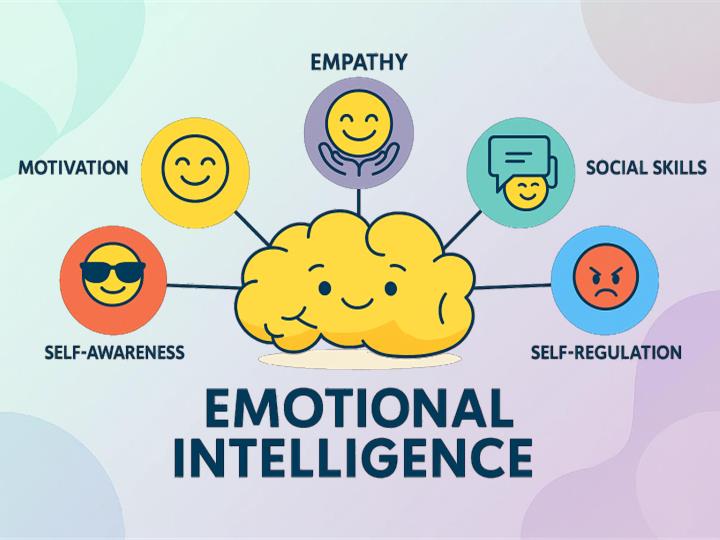 EMPATHY
MOTIVATION
SOCIAL SKILLS
SELF-AWARENESS
SELF-REGULATION
EMOTIONAL
INTELLIGENCE